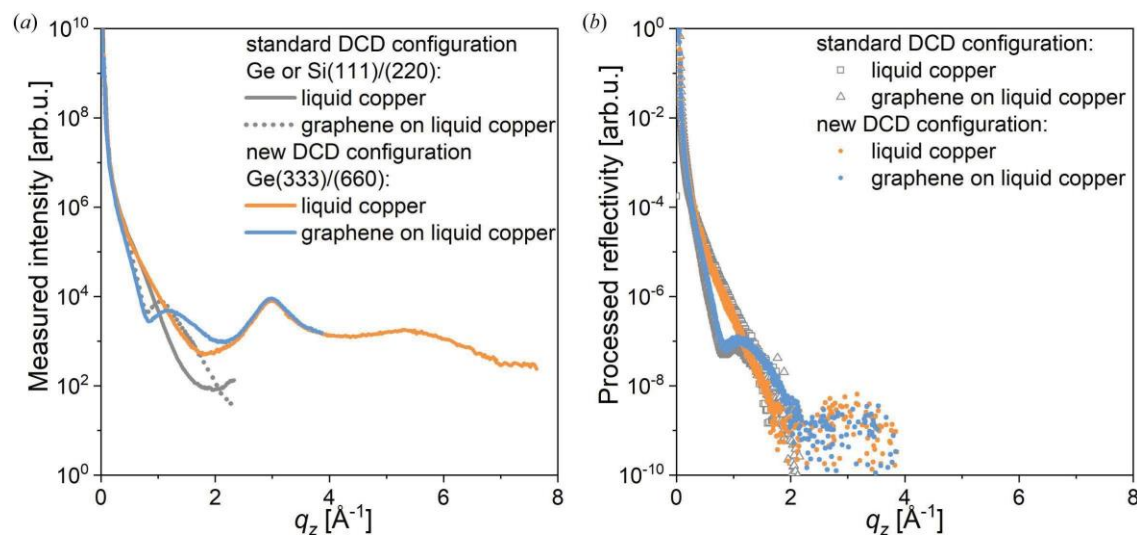 (a)
10^10
10^8
10^6
10^4
10^2
10^0
Measured intensity [arb.u.]
standard DCD configuration
Ge or Si(111)/(220):
liquid copper
graphene on liquid copper
new DCD configuration
Ge(333)/(660):
liquid copper
graphene on liquid copper
0 2 4 6 8
q_z [Å^-1]
(b)
10^0
10^-2
10^-4
10^-6
10^-8
10^-10
Processed reflectivity [arb.u.]
standard DCD configuration:
liquid copper
graphene on liquid copper
new DCD configuration:
liquid copper
graphene on liquid copper
0 2 4 6 8
q_z [Å^-1]